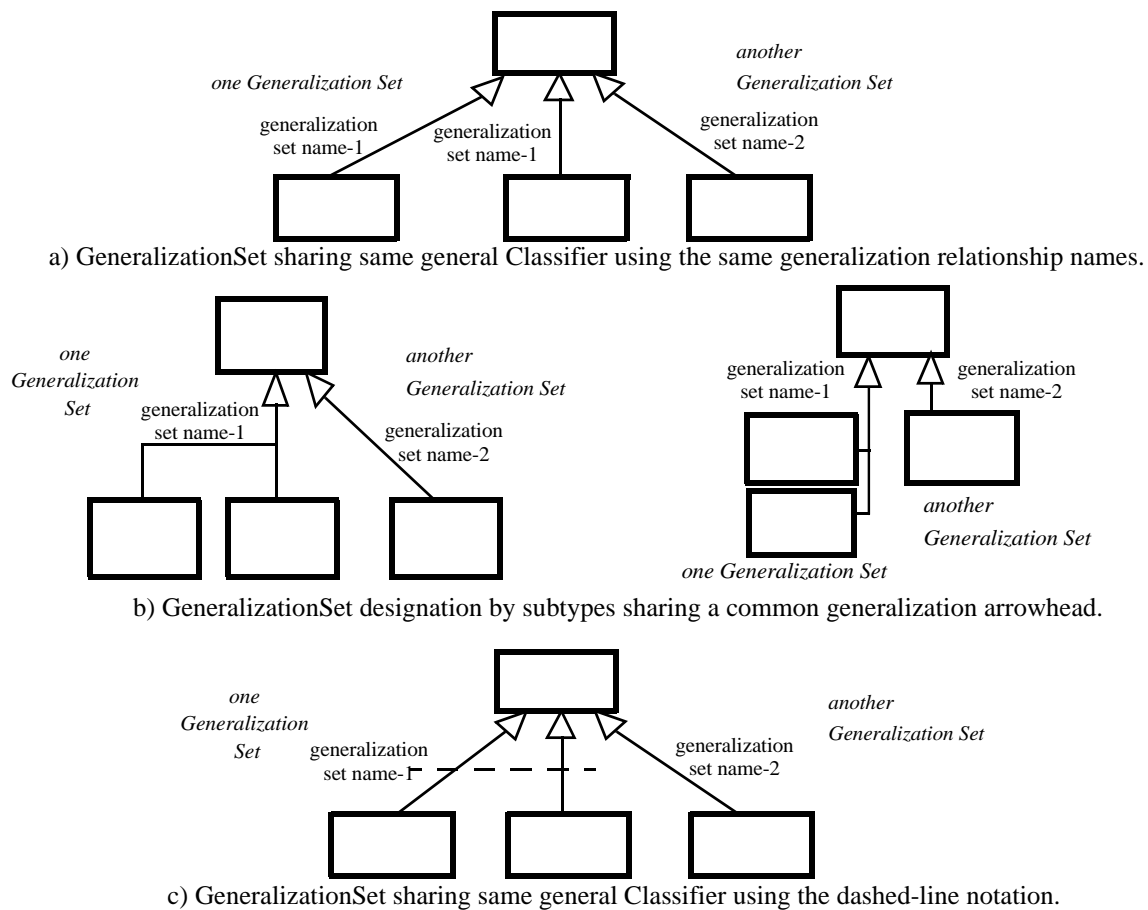 one Generalization Set
another
Generalization Set
generalization
set name-1
generalization
set name-1
generalization
set name-2
a) GeneralizationSet sharing same general Classifier using the same generalization relationship names.
one
Generalization
Set
another
Generalization Set
generalization
set name-1
generalization
set name-2
generalization
set name-1
generalization
set name-2
another
Generalization Set
one Generalization Set
b) GeneralizationSet designation by subtypes sharing a common generalization arrowhead.
one
Generalization
Set
another
Generalization Set
generalization
set name-1
generalization
set name-2
c) GeneralizationSet sharing same general Classifier using the dashed-line notation.